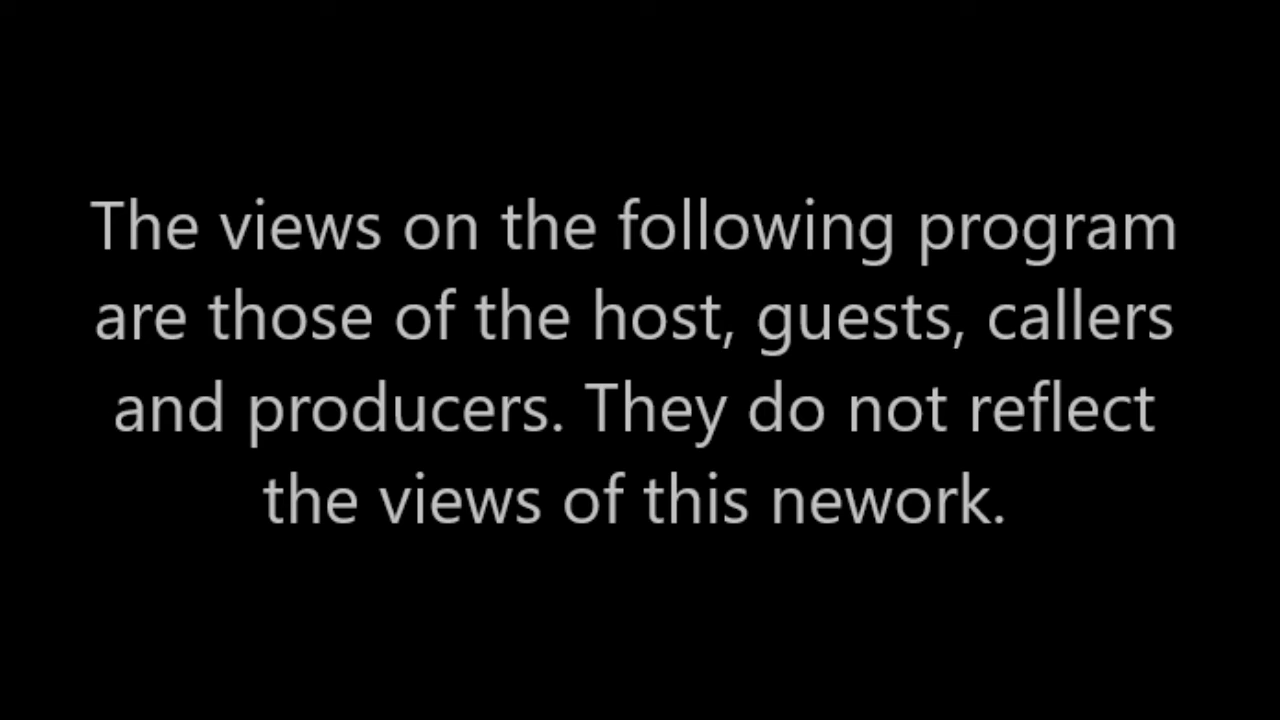 The views on the following program
are those of the host, guests, callers
and producers. They do not reflect
the views of this nework.